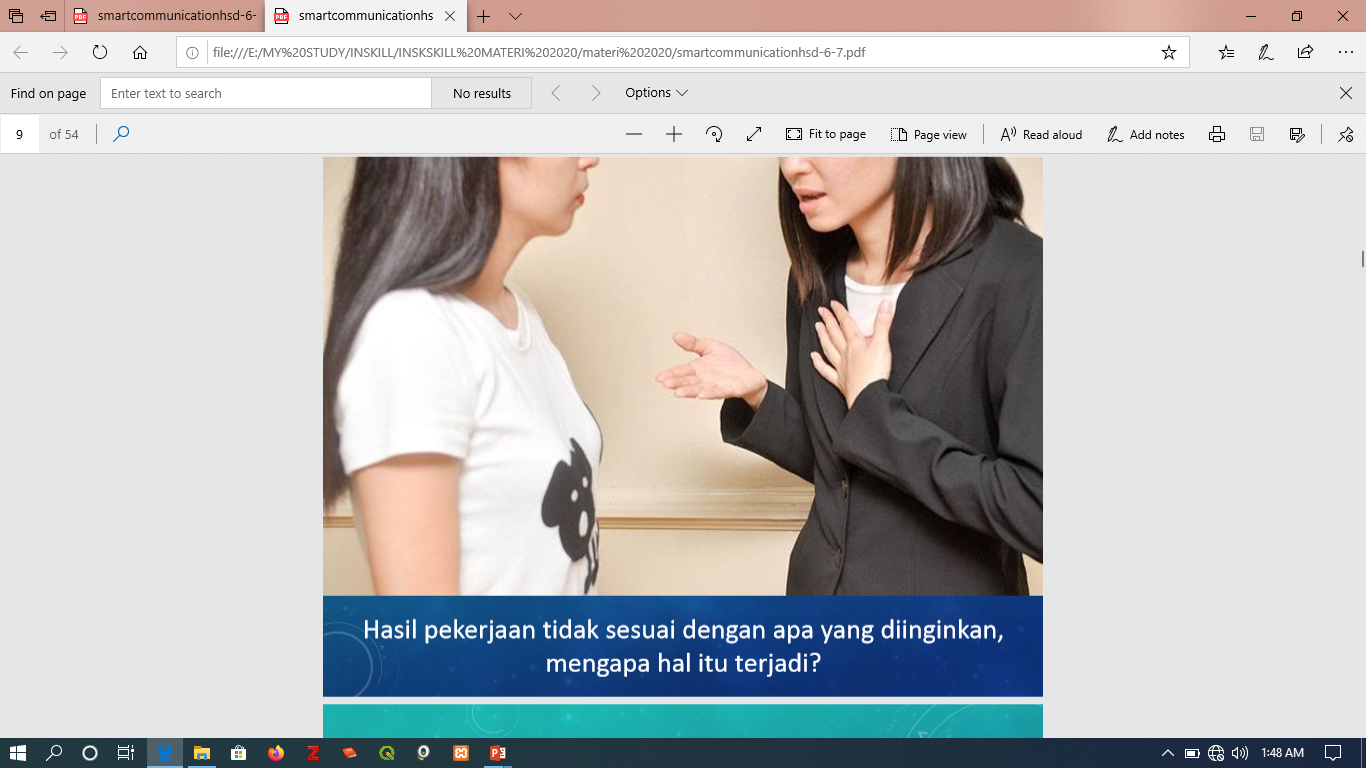 smartcommunicationhsd-6-
smartcommunicationhs
file:///E:/MY%20STUDY/INSKILL/INSKSKILL%20MATERI%202020/materi%202020/smartcommunicationhsd-6-7.pdf
Find on page
Enter text to search
No results
Options
9
of 54
Fit to page
Page view
Read aloud
Add notes
Hasil pekerjaan tidak sesuai dengan apa yang diinginkan,
mengapa hal itu terjadi?
1:48 AM